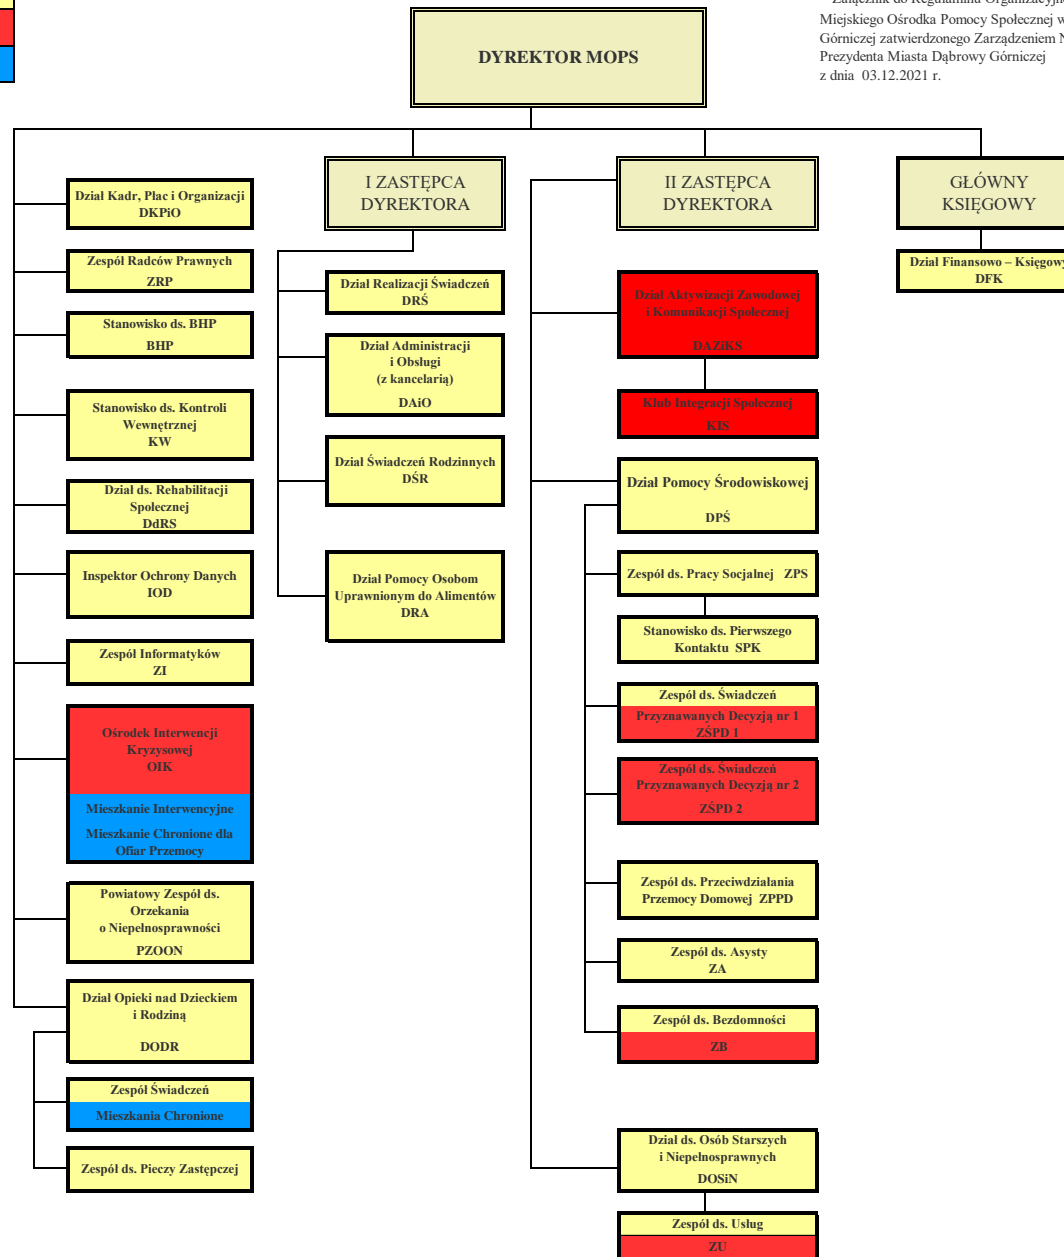 Załącznik do Regulaminu Organizacyjne
Miejskiego Ośrodka Pomocy Społecznej w
Górniczej zatwierdzonego Zarządzeniem N
Prezydenta Miasta Dąbrowy Górniczej
z dnia 03.12.2021 r.
DYREKTOR MOPS
Dział Kadr, Płac i Organizacji
DKPiO
Zespół Radców Prawnych
ZRP
Stanowisko ds. BHP
BHP
Stanowisko ds. Kontroli
Wewnętrznej
KW
Dział ds. Rehabilitacji
Społecznej
DdRS
Inspektor Ochrony Danych
IOD
Zespół Informatyków
ZI
Ośrodek Interwencji
Kryzysowej
OIK
Mieszkanie Interwencyjne
Mieszkanie Chronione dla
Ofiar Przemocy
Powiatowy Zespół ds.
Orzekania
o Niepełnosprawności
PZOON
Dział Opieki nad Dzieckiem
i Rodziną
DODR
Zespół Świadczeń
Mieszkania Chronione
Zespół ds. Pieczy Zastępczej
I ZASTĘPCA
DYREKTORA
Dział Realizacji Świadczeń
DRŚ
Dział Administracji
i Obsługi
(z kancelarią)
DAiO
Dział Świadczeń Rodzinnych
DŚR
Dział Pomocy Osobom
Uprawnionym do Alimentów
DRA
II ZASTĘPCA
DYREKTORA
Dział Aktywizacji Zawodowej
i Komunikacji Społecznej
DAZiKS
Klub Integracji Społecznej
KIS
Dział Pomocy Środowiskowej
DPŚ
Zespół ds. Pracy Socjalnej ZPS
Stanowisko ds. Pierwszego
Kontaktu SPK
Zespół ds. Świadczeń
Przyznawanych Decyzją nr 1
ZŚPD 1
Zespół ds. Świadczeń
Przyznawanych Decyzją nr 2
ZŚPD 2
Zespół ds. Przeciwdziałania
Przemocy Domowej ZPPD
Zespół ds. Asysty
ZA
Zespół ds. Bezdomności
ZB
Dział ds. Osób Starszych
i Niepełnosprawnych
DOSiN
Zespół ds. Usług
ZU
GŁÓWNY
KSIĘGOWY
Dział Finansowo – Księgowy
DFK